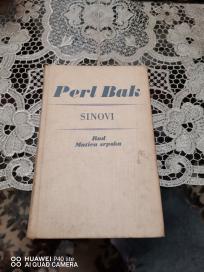 Perl Bak
SINOVI
Rad
Matica srpska
HUAWEI P40 lite
AI QUAD CAMERA